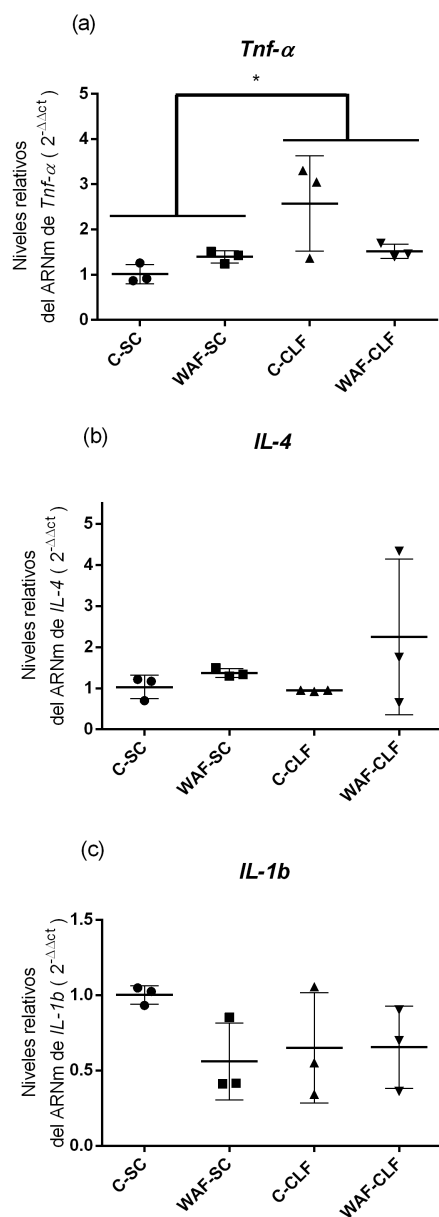 (a)
Tnf-α
*
Niveles relativos
del ARNm de Tnf-α ( 2-ΔΔct)
5
4
3
2
1
0
C-SC
WAF-SC
C-CLF
WAF-CLF
(b)
IL-4
Niveles relativos
del ARNm de IL-4 ( 2-ΔΔct)
5
4
3
2
1
0
C-SC
WAF-SC
C-CLF
WAF-CLF
(c)
IL-1b
Niveles relativos
del ARNm de IL-1b ( 2-ΔΔct)
1.5
1.0
0.5
0.0
C-SC
WAF-SC
C-CLF
WAF-CLF